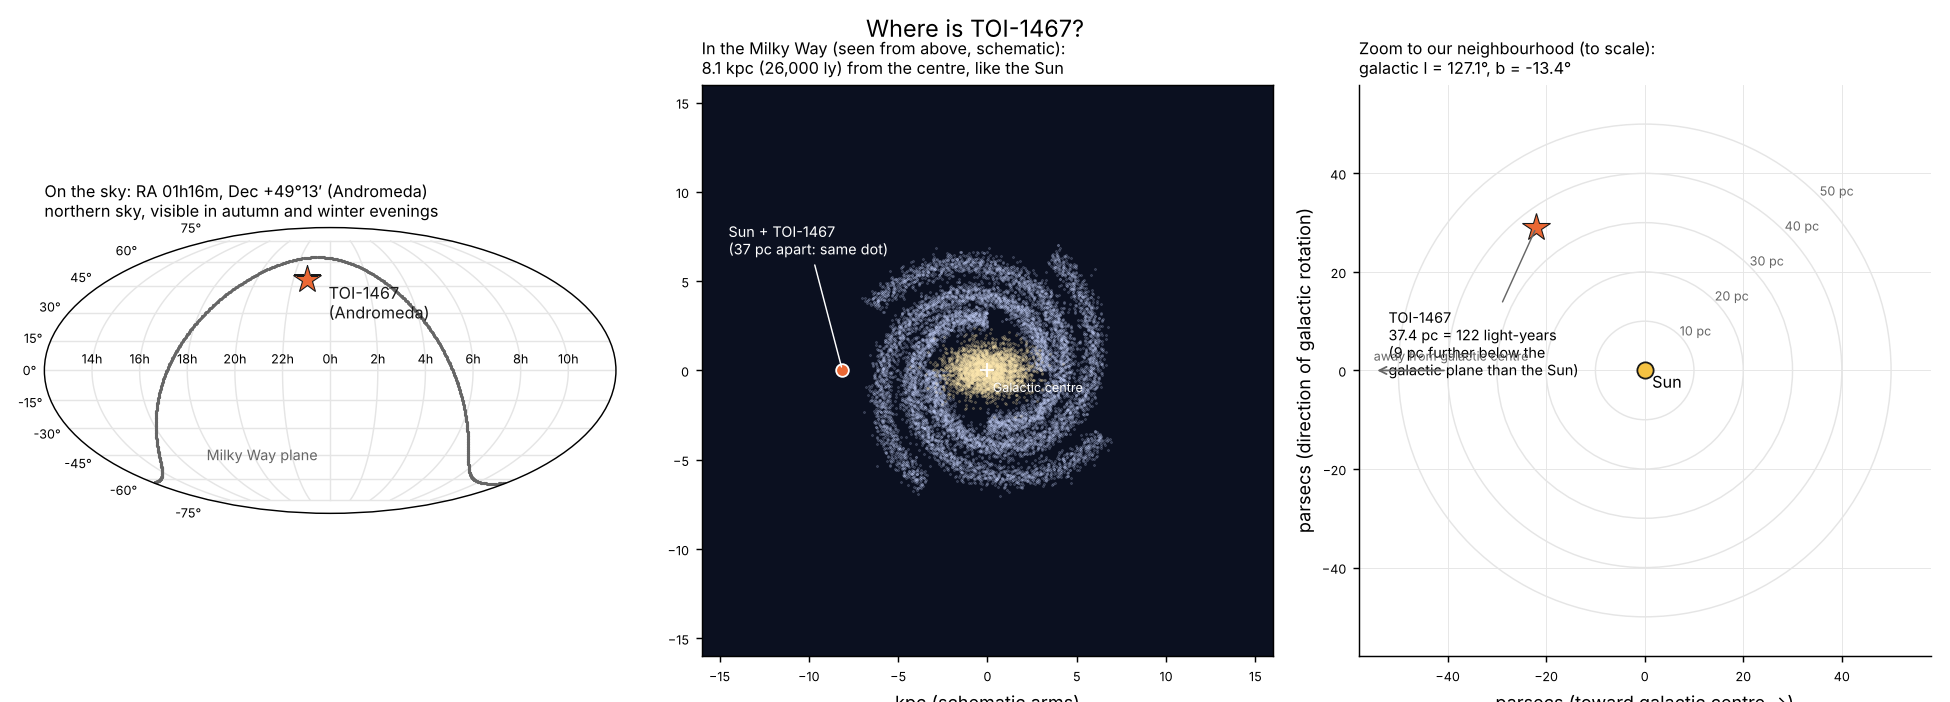 Where is TOI-1467?
On the sky: RA 01h16m, Dec +49°13′ (Andromeda)
northern sky, visible in autumn and winter evenings
75°
60°
45°
30°
15°
0°
-15°
-30°
-45°
-60°
-75°
14h 16h 18h 20h 22h 0h 2h 4h 6h 8h 10h
TOI-1467
(Andromeda)
Milky Way plane
In the Milky Way (seen from above, schematic):
8.1 kpc (26,000 ly) from the centre, like the Sun
15
10
5
0
−5
−10
−15
Sun + TOI-1467
(37 pc apart: same dot)
Galactic centre
−15 −10 −5 0 5 10 15
kpc (schematic arms)
Zoom to our neighbourhood (to scale):
galactic l = 127.1°, b = -13.4°
parsecs (direction of galactic rotation)
40
20
0
−20
−40
50 pc
40 pc
30 pc
20 pc
10 pc
TOI-1467
37.4 pc = 122 light-years
(9 pc further below the
galactic plane than the Sun)
away from galactic centre
Sun
−40 −20 0 20 40
parsecs (toward galactic centre →)